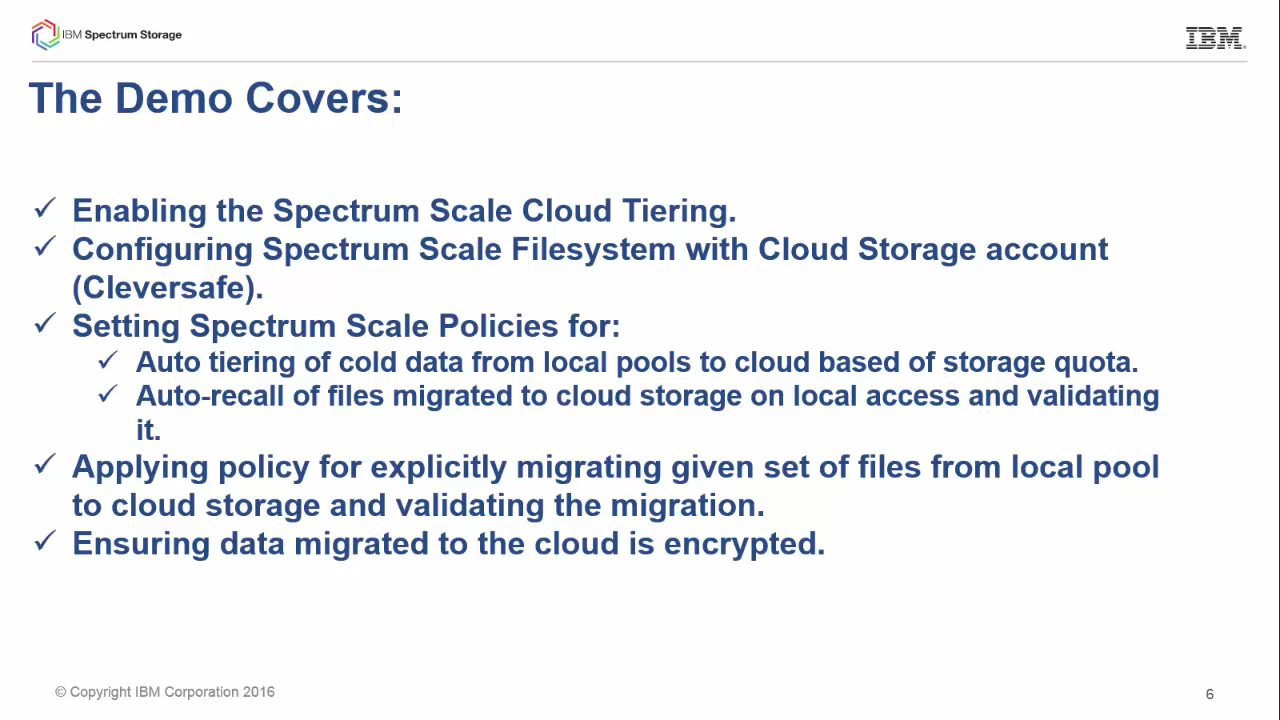 IBM Spectrum Storage
IBM
The Demo Covers:
✓ Enabling the Spectrum Scale Cloud Tiering.
✓ Configuring Spectrum Scale Filesystem with Cloud Storage account
(Cleversafe).
✓ Setting Spectrum Scale Policies for:
✓ Auto tiering of cold data from local pools to cloud based of storage quota.
✓ Auto-recall of files migrated to cloud storage on local access and validating
it.
✓ Applying policy for explicitly migrating given set of files from local pool
to cloud storage and validating the migration.
✓ Ensuring data migrated to the cloud is encrypted.
© Copyright IBM Corporation 2016
6